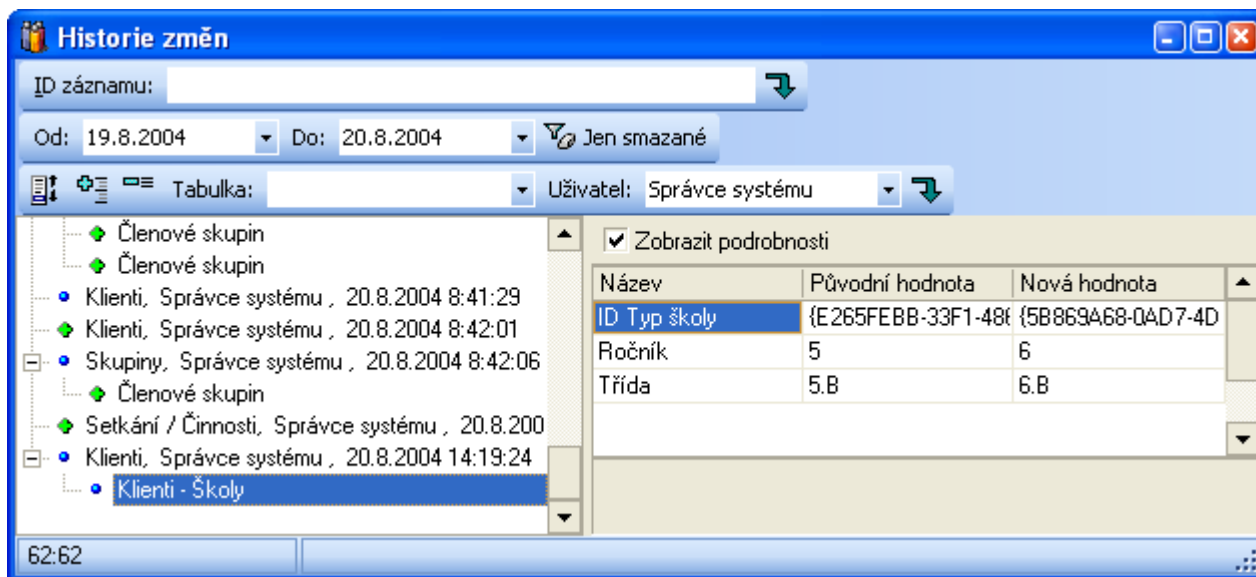 Historie změn
ID záznamu:
Od: 19.8.2004 Do: 20.8.2004 Jen smazané
Tabulka: Uživatel: Správce systému
Členové skupin
Členové skupin
Klienti, Správce systému , 20.8.2004 8:41:29
Klienti, Správce systému , 20.8.2004 8:42:01
Skupiny, Správce systému , 20.8.2004 8:42:06
Členové skupin
Setkání / Činnosti, Správce systému , 20.8.200
Klienti, Správce systému , 20.8.2004 14:19:24
Klienti - Školy
Zobrazit podrobnosti
Název Původní hodnota Nová hodnota
ID Typ školy {E265FEBB-33F1-486 {5B869A68-0AD7-4D
Ročník 5 6
Třída 5.B 6.B
62:62